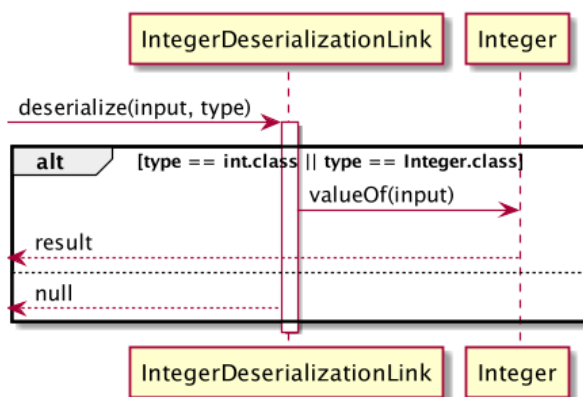 IntegerDeserializationLink Integer
deserialize(input, type)
alt [type == int.class || type == Integer.class]
valueOf(input)
result
null
IntegerDeserializationLink Integer